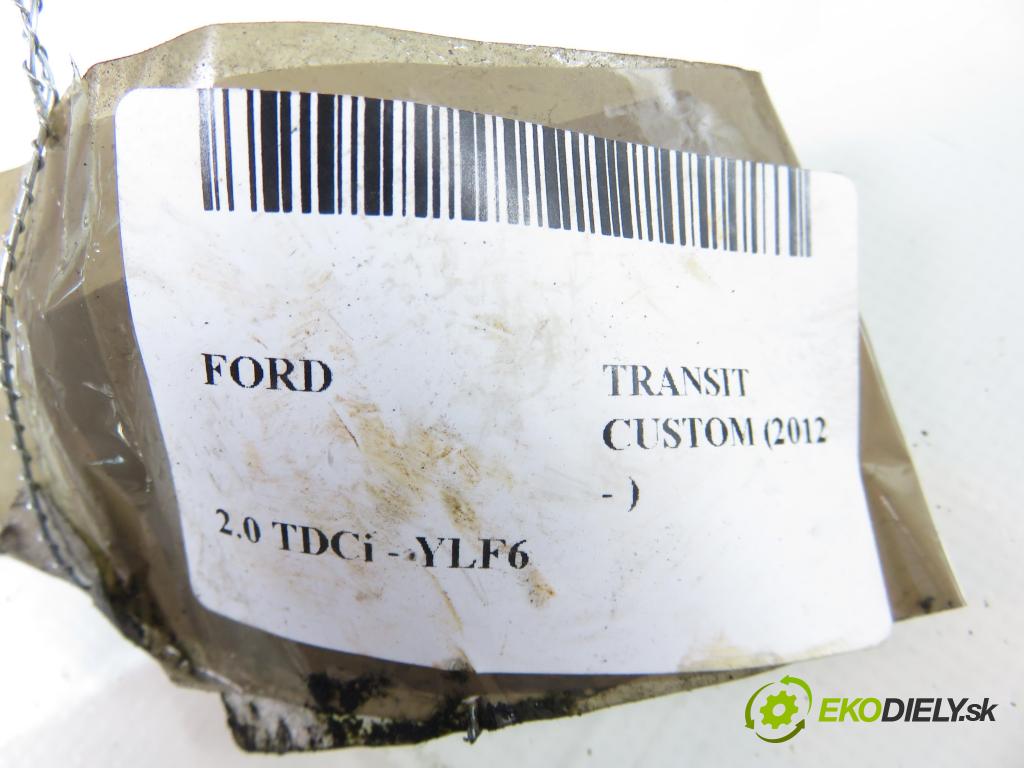 FORD
TRANSIT
CUSTOM (2012
- )
2.0 TDCi - YLF6
EKODIELY.sk